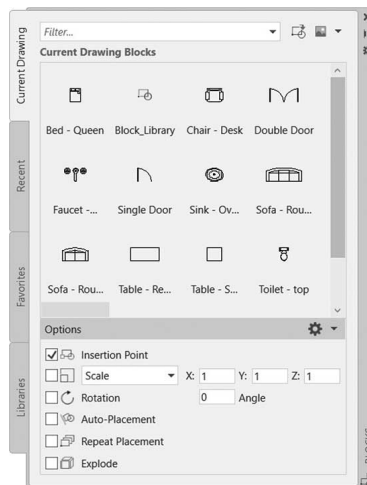 Filter...
Current Drawing Blocks
Bed - Queen Block_Library Chair - Desk Double Door
Faucet -... Single Door Sink - Ov... Sofa - Rou...
Sofa - Rou... Table - Re... Table - S... Toilet - top
Options
Insertion Point
Scale X: 1 Y: 1 Z: 1
Rotation 0 Angle
Auto-Placement
Repeat Placement
Explode
Current Drawing
Recent
Favorites
Libraries